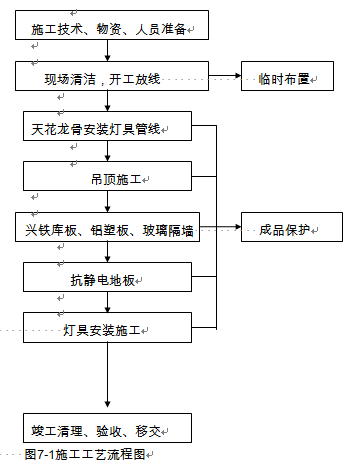 施工技术、物资、人员准备
现场清洁，开工放线
临时布置
天花龙骨安装灯具管线
吊顶施工
兴铁库板、铝塑板、玻璃隔墙
成品保护
抗静电地板
灯具安装施工
竣工清理、验收、移交
图7-1施工工艺流程图